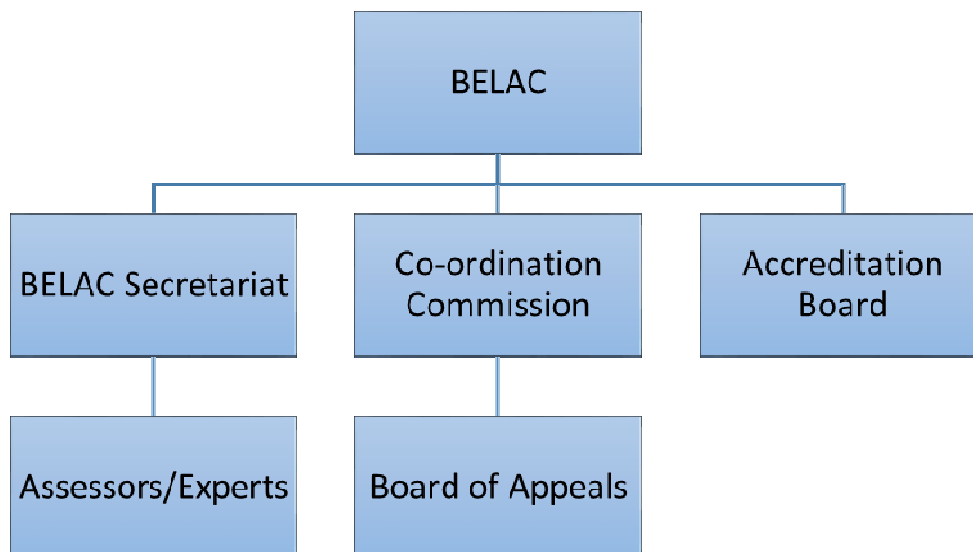 BELAC
BELAC Secretariat
Co-ordination
Commission
Accreditation
Board
Assessors/Experts
Board of Appeals